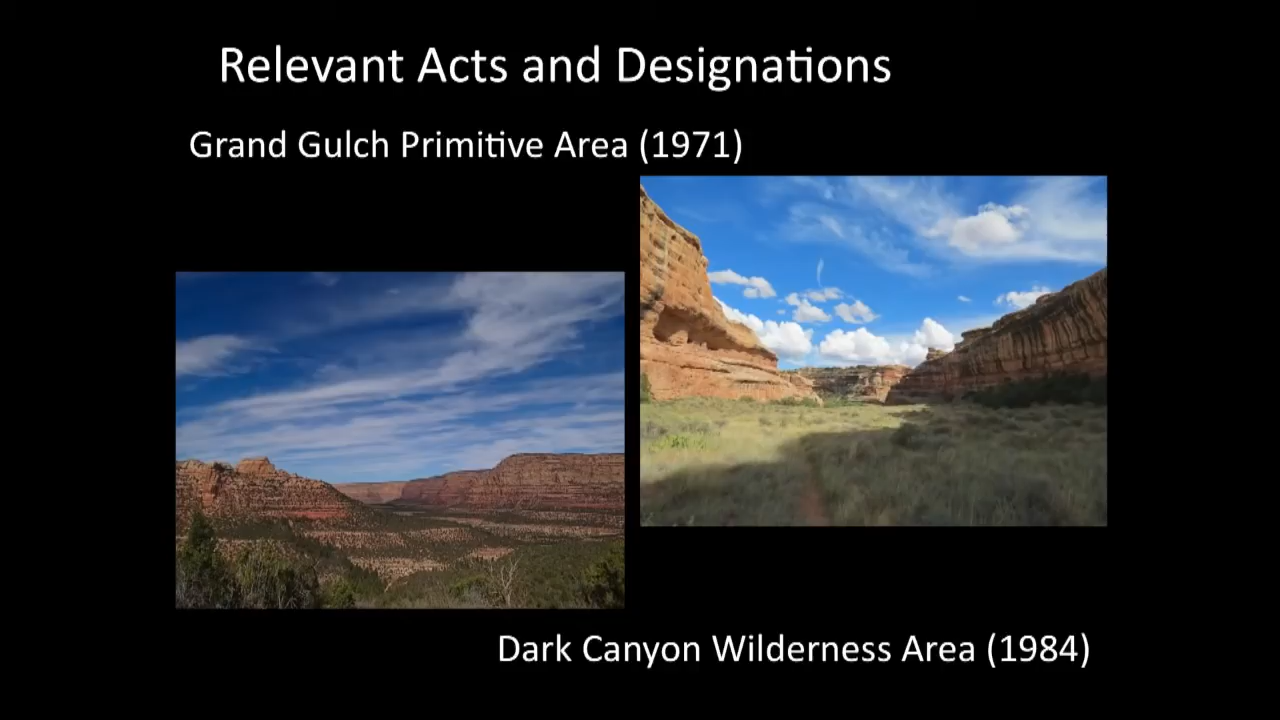 Relevant Acts and Designations
Grand Gulch Primitive Area (1971)
Dark Canyon Wilderness Area (1984)